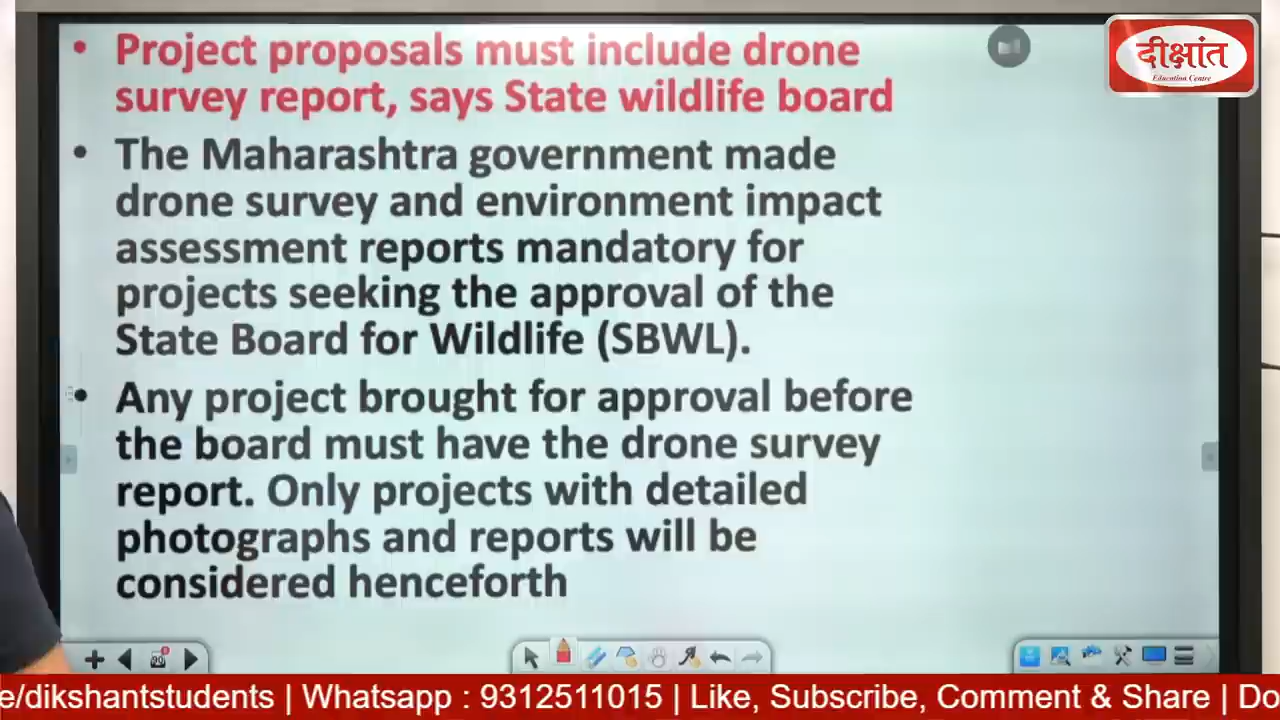 • Project proposals must include drone
survey report, says State wildlife board
• The Maharashtra government made
drone survey and environment impact
assessment reports mandatory for
projects seeking the approval of the
State Board for Wildlife (SBWL).
• Any project brought for approval before
the board must have the drone survey
report. Only projects with detailed
photographs and reports will be
considered henceforth
दीक्षांत
Education Centre
e/dikshantstudents | Whatsapp : 9312511015 | Like, Subscribe, Comment & Share | Do